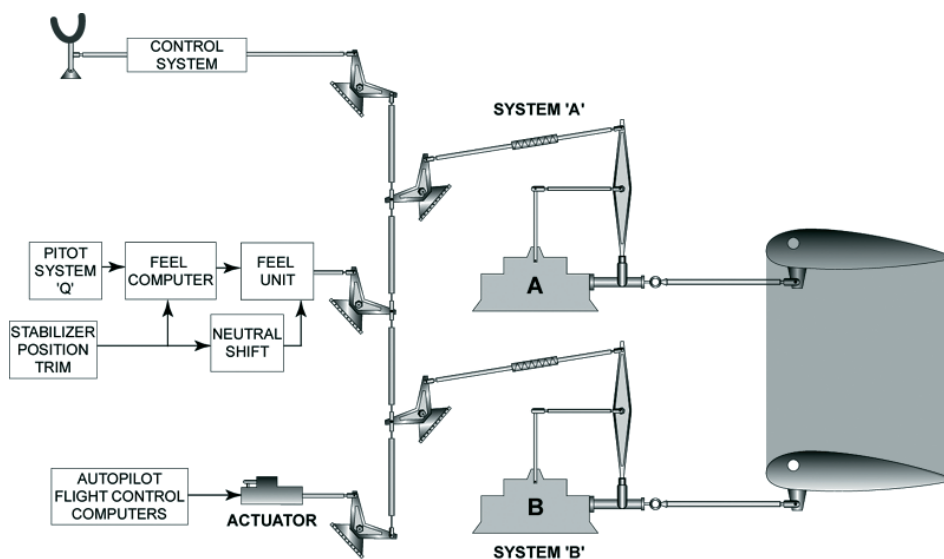 CONTROL
SYSTEM
SYSTEM 'A'
A
PITOT
SYSTEM
'Q'
FEEL
COMPUTER
FEEL
UNIT
STABILIZER
POSITION
TRIM
NEUTRAL
SHIFT
AUTOPILOT
FLIGHT CONTROL
COMPUTERS
ACTUATOR
B
SYSTEM 'B'